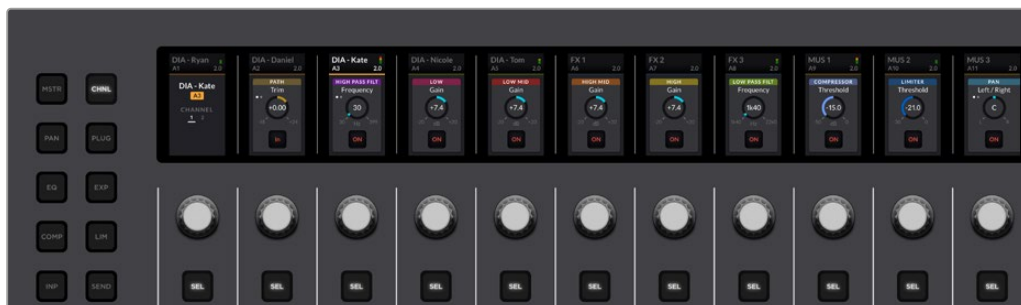 DIA - Ryan
A1 2.0
DIA - Kate
A3
CHANNEL
1 2
DIA - Daniel
A2 2.0
PATH
Trim
+0.00
In
DIA - Kate
A3 2.0
HIGH PASS FILT
Frequency
30
ON
DIA - Nicole
A4 2.0
LOW
Gain
+7.4
ON
DIA - Tom
A5 2.0
LOW MID
Gain
+7.4
ON
FX 1
A6 2.0
HIGH MID
Gain
+7.4
ON
FX 2
A7 2.0
HIGH
Gain
+7.4
ON
FX 3
A8 2.0
LOW PASS FILT
Frequency
1k40
ON
MUS 1
A9 2.0
COMPRESSOR
Threshold
-15.0
ON
MUS 2
A10 2.0
LIMITER
Threshold
-21.0
ON
MUS 3
A11 2.0
PAN
Left / Right
C
ON
MSTR CHNL
PAN PLUG
EQ EXP
COMP LIM
INP SEND
SEL SEL SEL SEL SEL SEL SEL SEL SEL SEL SEL